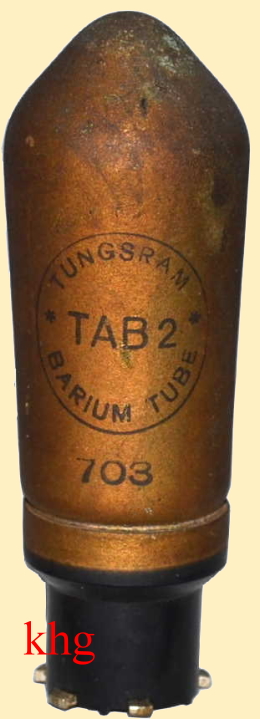 TUNGSRAM
* TAB2 *
BARIUM TUBE
703
khg